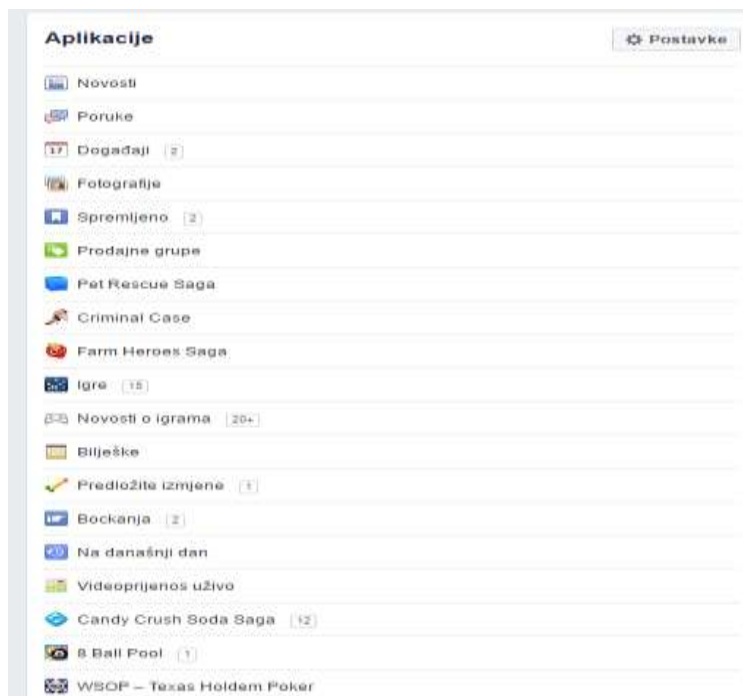 Aplikacije
Postavke
Novosti
Poruke
17 Događaji 2
Fotografije
Spremljeno 2
Prodajne grupe
Pet Rescue Saga
Criminal Case
Farm Heroes Saga
Igre 15
Novosti o igrama 20+
Bilješke
Predložite izmjene 1
Bockanja 2
Na današnji dan
Videoprijenos uživo
Candy Crush Soda Saga 12
8 Ball Pool 1
WSOP – Texas Holdem Poker